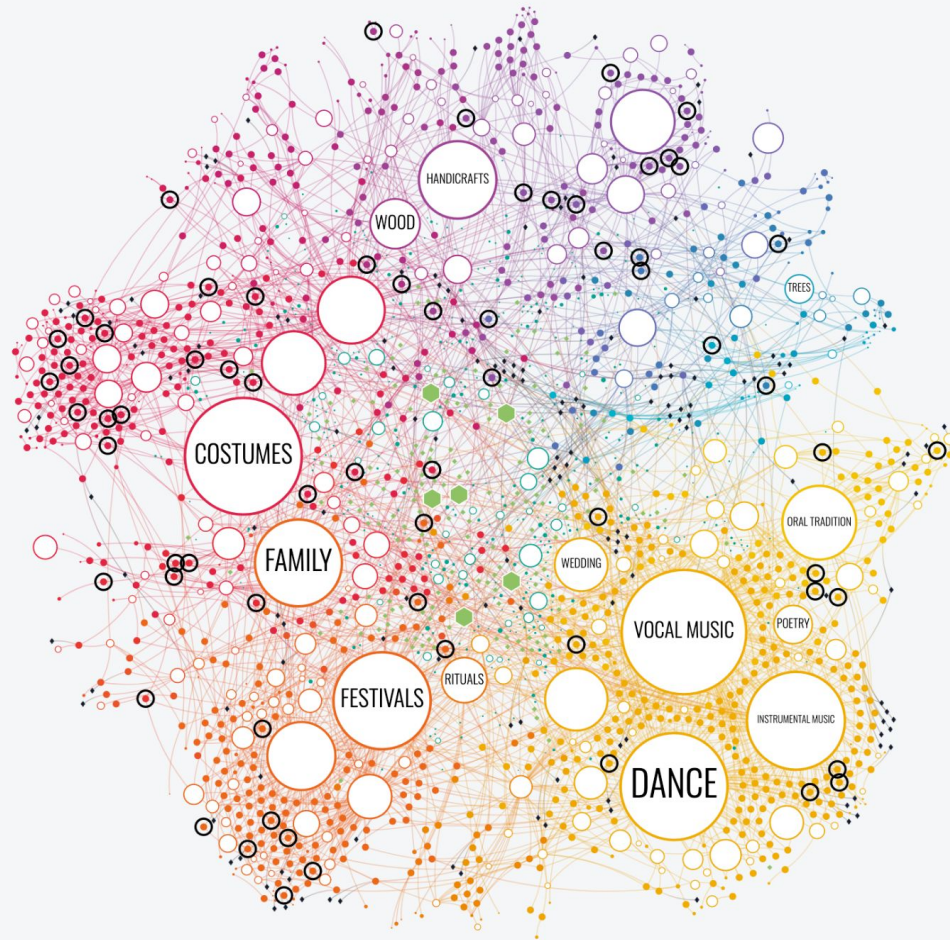 HANDICRAFTS
WOOD
TREES
COSTUMES
ORAL TRADITION
FAMILY
WEDDING
VOCAL MUSIC
POETRY
RITUALS
FESTIVALS
INSTRUMENTAL MUSIC
DANCE